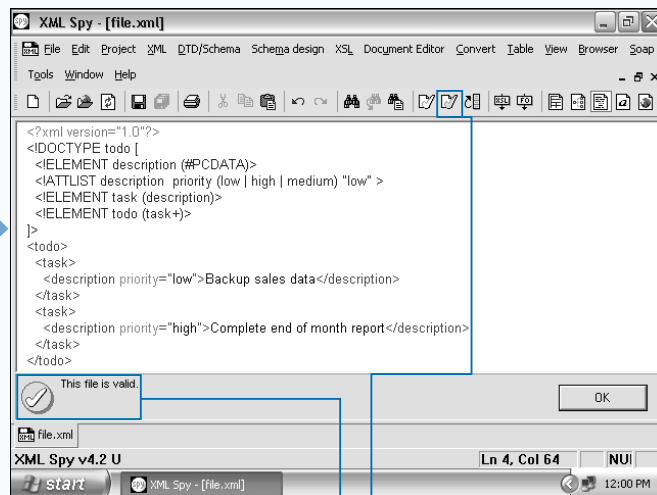 XML Spy - [file.xml]
File Edit Project XML DTD/Schema Schema design XSL Document Editor Convert Table View Browser Soap
Tools Window Help
<?xml version="1.0"?>
<!DOCTYPE todo [
<!ELEMENT description (#PCDATA)>
<!ATTLIST description priority (low | high | medium) "low" >
<!ELEMENT task (description)>
<!ELEMENT todo (task+)>
]>
<todo>
<task>
<description priority="low">Backup sales data</description>
</task>
<task>
<description priority="high">Complete end of month report</description>
</task>
</todo>
This file is valid.
OK
file.xml
XML Spy v4.2 U Ln 4, Col 64 NU
start XML Spy - [file.xml] 12:00 PM